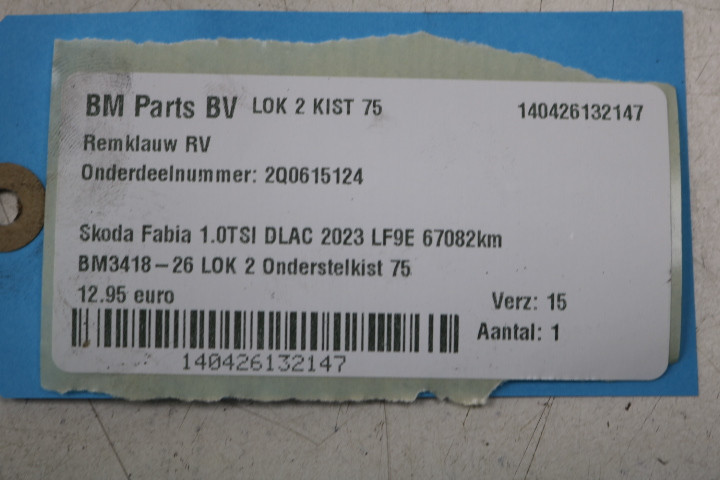 BM Parts BV LOK 2 KIST 75 140426132147
Remklauw RV
Onderdeelnummer: 2Q0615124
Skoda Fabia 1.0TSI DLAC 2023 LF9E 67082km
BM3418-26 LOK 2 Onderstelkist 75
12.95 euro Verz: 15
Aantal: 1
140426132147